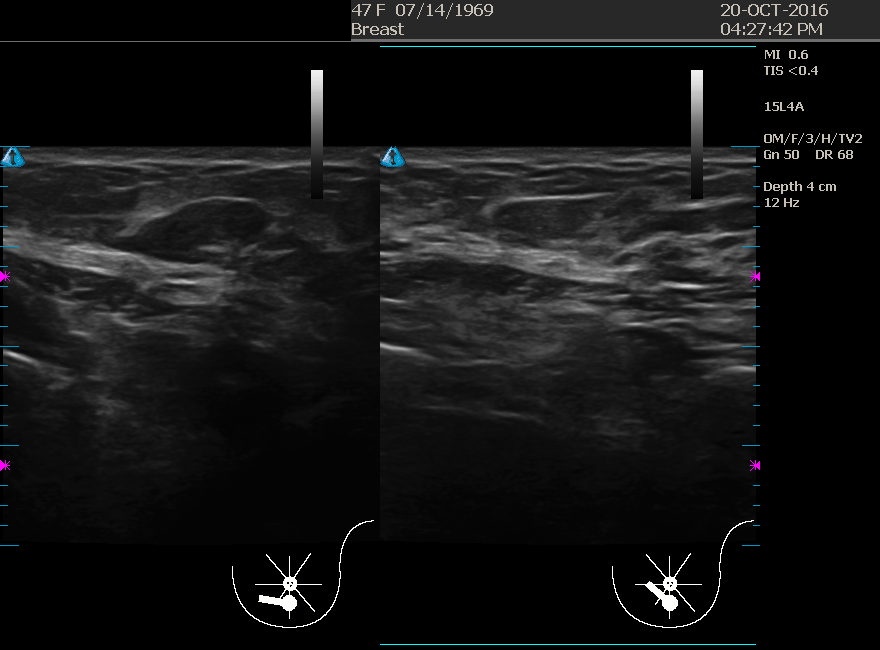 47 F 07/14/1969
20-OCT-2016
Breast
04:27:42 PM
MI 0.6
TIS <0.4
15L4A
OM/F/3/H/TV2
Gn 50 DR 68
Depth 4 cm
12 Hz